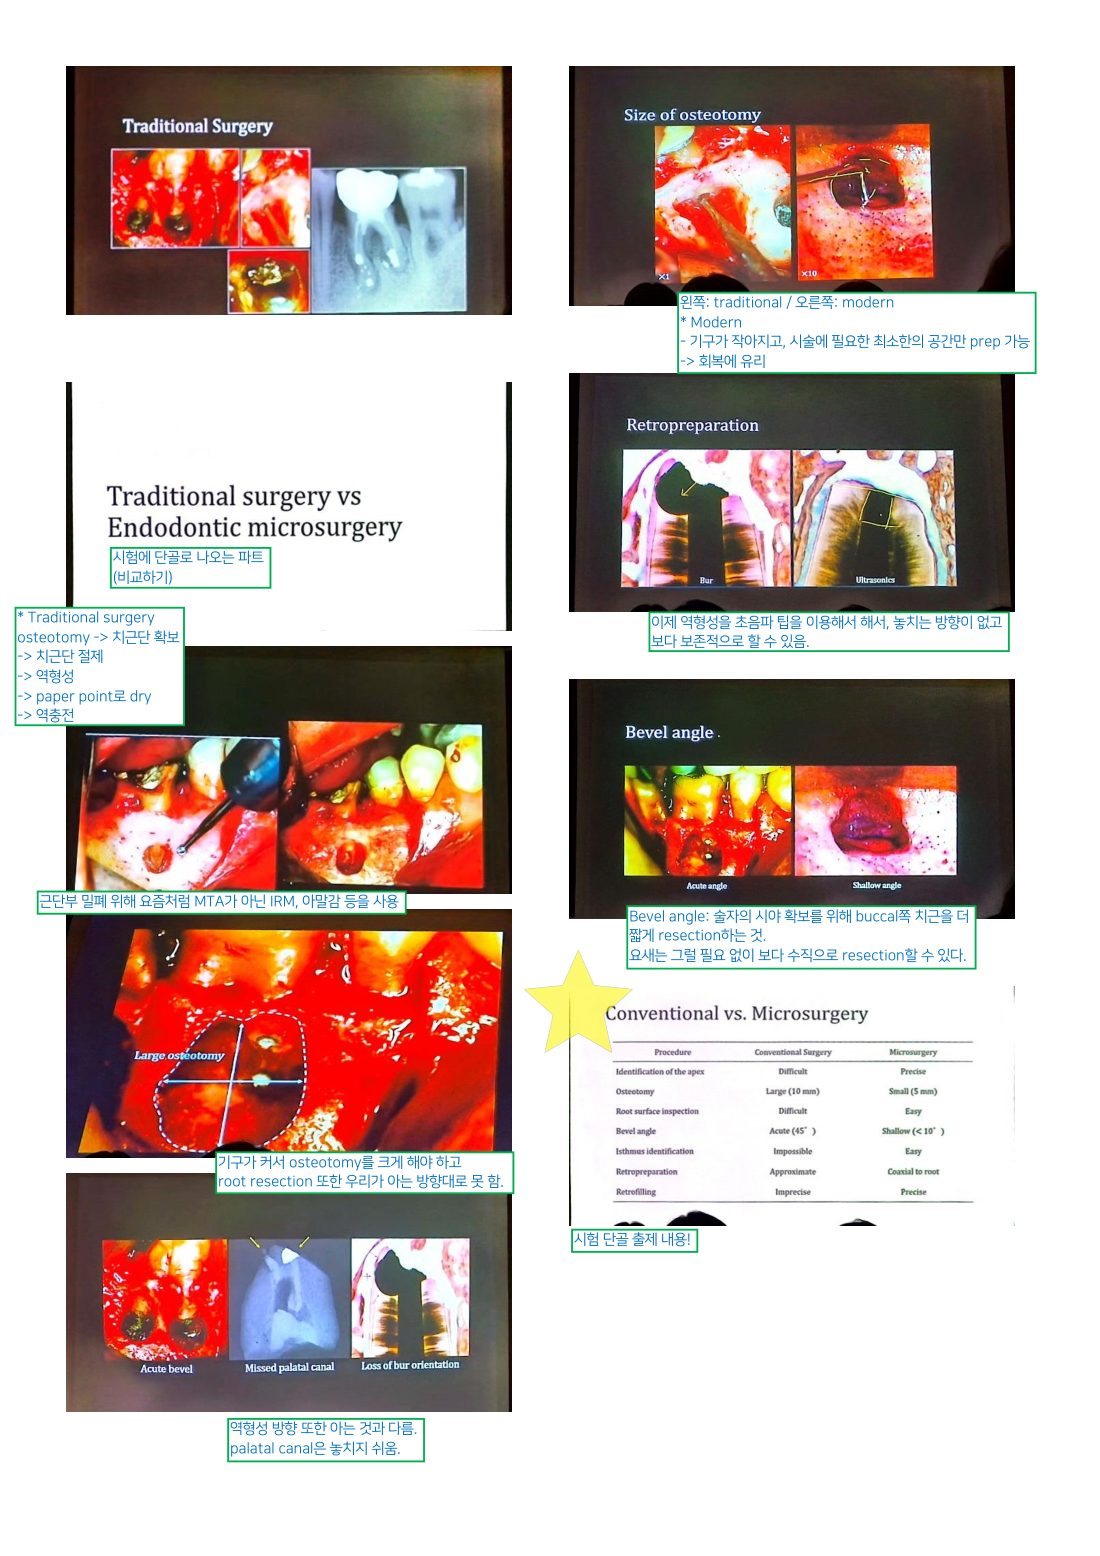 Traditional Surgery
Traditional surgery vs
Endodontic microsurgery
시험에 단골로 나오는 파트
(비교하기)
* Traditional surgery
osteotomy -> 치근단 확보
-> 치근단 절제
-> 역형성
-> paper point로 dry
-> 역충전
근단부 밀폐 위해 요즘처럼 MTA가 아닌 IRM, 아말감 등을 사용
Large osteotomy
기구가 커서 osteotomy를 크게 해야 하고
root resection 또한 우리가 아는 방향대로 못 함.
Acute bevel
Missed palatal canal
Loss of bur orientation
역형성 방향 또한 아는 것과 다름.
palatal canal은 놓치지 쉬움.
Size of osteotomy
×1
×10
왼쪽: traditional / 오른쪽: modern
* Modern
- 기구가 작아지고, 시술에 필요한 최소한의 공간만 prep 가능
-> 회복에 유리
Retropreparation
Bur
Ultrasonics
이제 역형성을 초음파 팁을 이용해서 해서, 놓치는 방향이 없고
보다 보존적으로 할 수 있음.
Bevel angle
Acute angle
Shallow angle
Bevel angle: 술자의 시야 확보를 위해 buccal쪽 치근을 더
짧게 resection하는 것.
요새는 그럴 필요 없이 보다 수직으로 resection할 수 있다.
Conventional vs. Microsurgery
Procedure Conventional Surgery Microsurgery
Identification of the apex Difficult Precise
Osteotomy Large (10 mm) Small (5 mm)
Root surface inspection Difficult Easy
Bevel angle Acute (45°) Shallow (< 10°)
Isthmus identification Impossible Easy
Retropreparation Approximate Coaxial to root
Retrofilling Imprecise Precise
시험 단골 출제 내용!